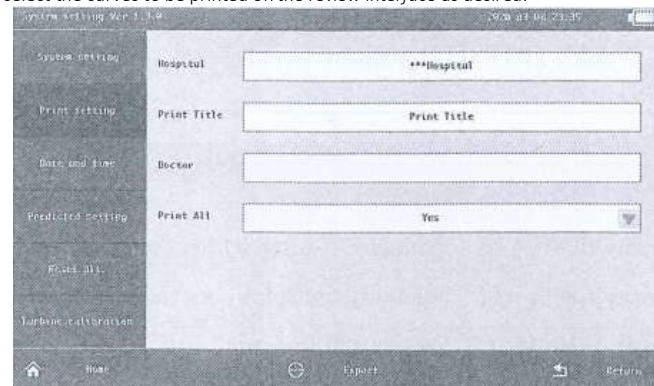 select the curves to be printed on the review interface as desired.
System setting Ver 1.3.0
System setting
Hospital ***Hospital
Print setting
Print Title Print Title
Date and time
Doctor
Predicted setting
Print All Yes
Reset All
Turbine calibration
Home Export Return